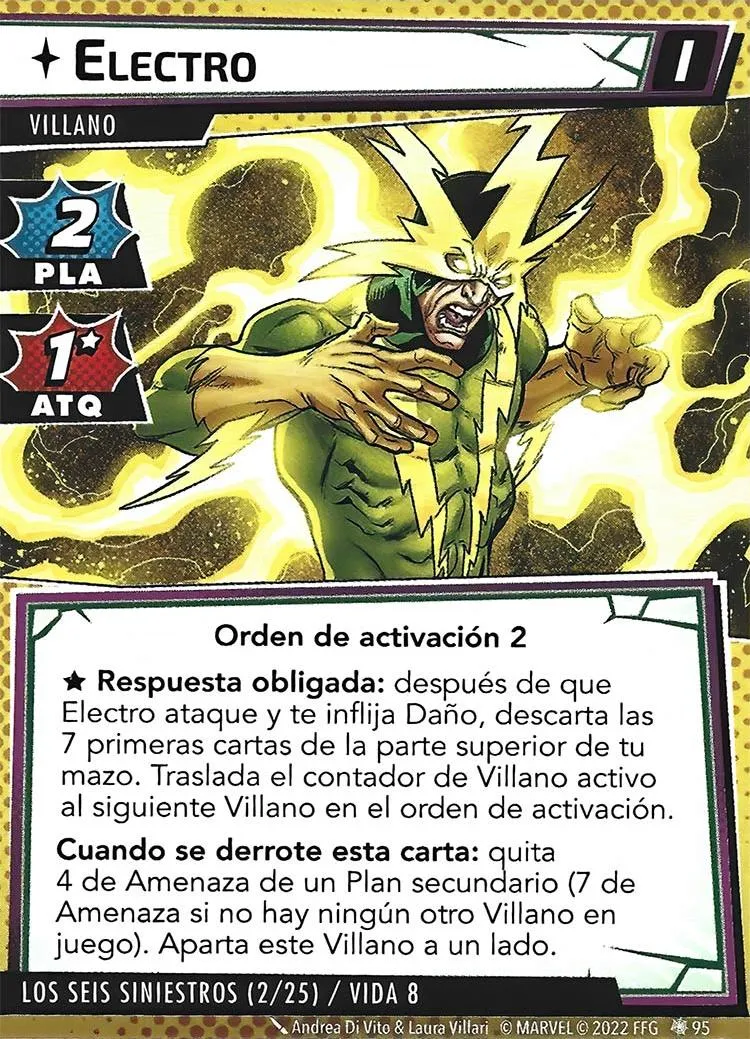 ELECTRO
I
VILLANO
2
PLA
1★
ATQ
Orden de activación 2
★ Respuesta obligada: después de que
Electro ataque y te inflija Daño, descarta las
7 primeras cartas de la parte superior de tu
mazo. Traslada el contador de Villano activo
al siguiente Villano en el orden de activación.
Cuando se derrote esta carta: quita
4 de Amenaza de un Plan secundario (7 de
Amenaza si no hay ningún otro Villano en
juego). Aparta este Villano a un lado.
LOS SEIS SINIESTROS (2/25) / VIDA 8
Andrea Di Vito & Laura Villari © MARVEL © 2022 FFG 95